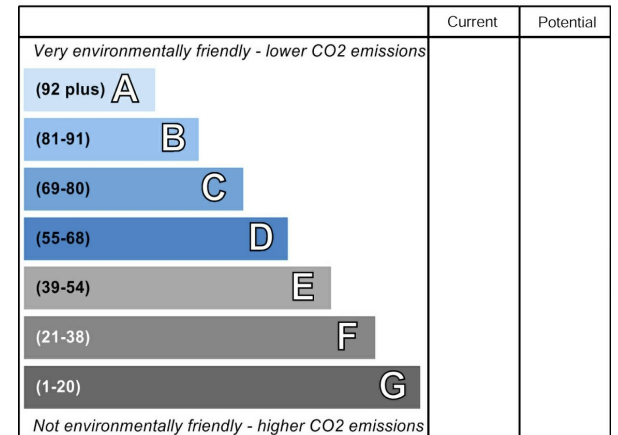 Current Potential
Very environmentally friendly - lower CO2 emissions
(92 plus) A
(81-91) B
(69-80) C
(55-68) D
(39-54) E
(21-38) F
(1-20) G
Not environmentally friendly - higher CO2 emissions